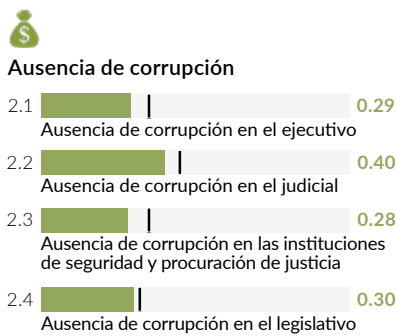 $
Ausencia de corrupción
2.1 0.29
Ausencia de corrupción en el ejecutivo
2.2 0.40
Ausencia de corrupción en el judicial
2.3 0.28
Ausencia de corrupción en las instituciones
de seguridad y procuración de justicia
2.4 0.30
Ausencia de corrupción en el legislativo